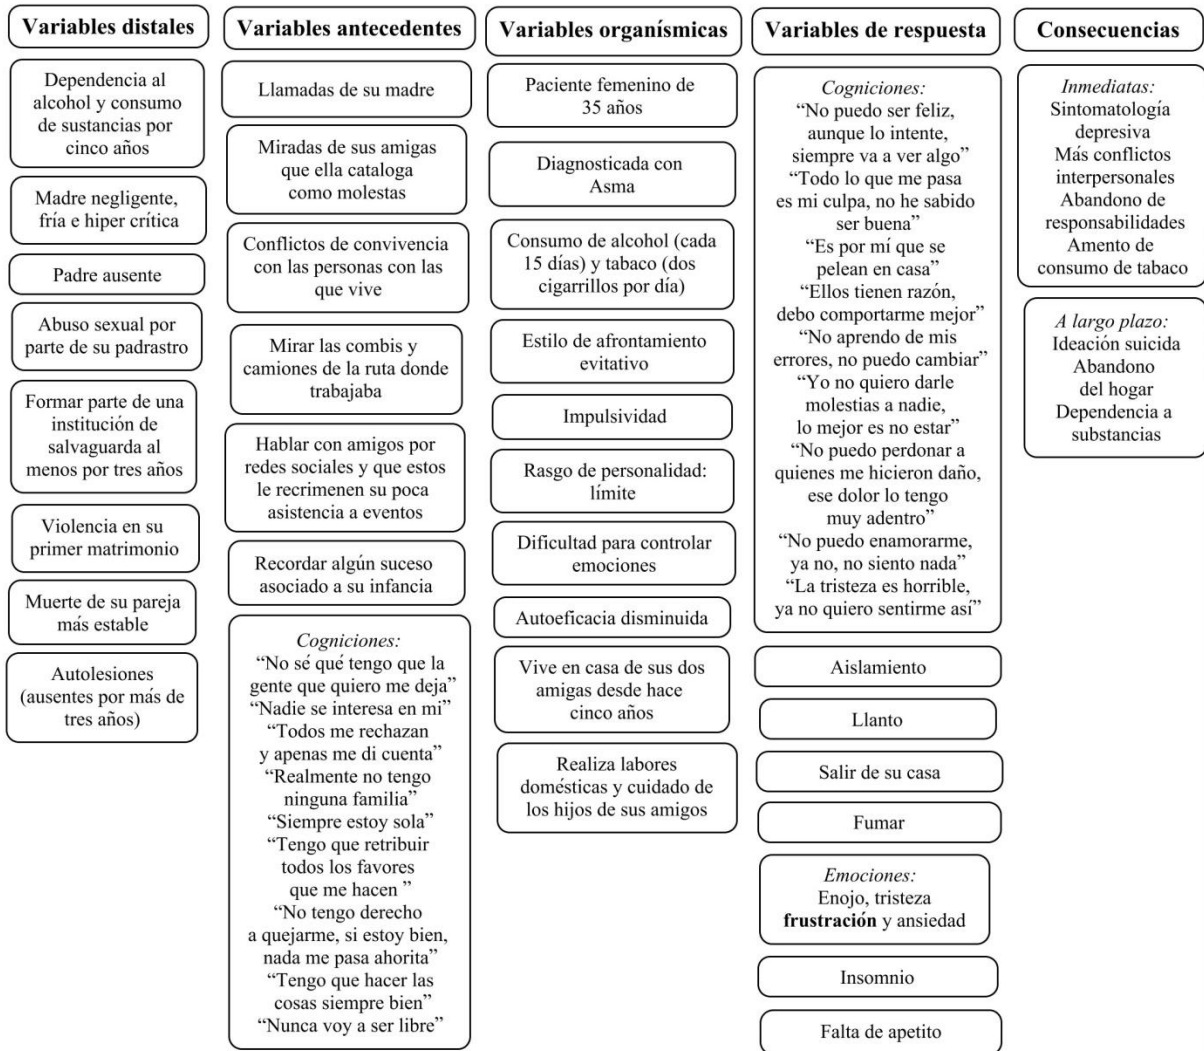 Variables distales
Dependencia al
alcohol y consumo
de sustancias por
cinco años
Madre negligente,
fría e hiper crítica
Padre ausente
Abuso sexual por
parte de su padrastro
Formar parte de una
institución de
salvaguarda al
menos por tres años
Violencia en su
primer matrimonio
Muerte de su pareja
más estable
Autolesiones
(ausentes por más de
tres años)
Variables antecedentes
Llamadas de su madre
Miradas de sus amigas
que ella cataloga
como molestas
Conflictos de convivencia
con las personas con las
que vive
Mirar las combis y
camiones de la ruta donde
trabajaba
Hablar con amigos por
redes sociales y que estos
le recrimenen su poca
asistencia a eventos
Recordar algún suceso
asociado a su infancia
Cogniciones:
“No sé qué tengo que la
gente que quiero me deja”
“Nadie se interesa en mi”
“Todos me rechazan
y apenas me di cuenta”
“Realmente no tengo
ninguna familia”
“Siempre estoy sola”
“Tengo que retribuir
todos los favores
que me hacen ”
“No tengo derecho
a quejarme, si estoy bien,
nada me pasa ahorita”
“Tengo que hacer las
cosas siempre bien”
“Nunca voy a ser libre”
Variables organísmicas
Paciente femenino de
35 años
Diagnosticada con
Asma
Consumo de alcohol (cada
15 días) y tabaco (dos
cigarrillos por día)
Estilo de afrontamiento
evitativo
Impulsividad
Rasgo de personalidad:
límite
Dificultad para controlar
emociones
Autoeficacia disminuida
Vive en casa de sus dos
amigas desde hace
cinco años
Realiza labores
domésticas y cuidado de
los hijos de sus amigos
Variables de respuesta
Cogniciones:
“No puedo ser feliz,
aunque lo intente,
siempre va a ver algo”
“Todo lo que me pasa
es mi culpa, no he sabido
ser buena”
“Es por mí que se
pelean en casa”
“Ellos tienen razón,
debo comportarme mejor”
“No aprendo de mis
errores, no puedo cambiar”
“Yo no quiero darle
molestias a nadie,
lo mejor es no estar”
“No puedo perdonar a
quienes me hicieron daño,
ese dolor lo tengo
muy adentro”
“No puedo enamorarme,
ya no, no siento nada”
“La tristeza es horrible,
ya no quiero sentirme así”
Aislamiento
Llanto
Salir de su casa
Fumar
Emociones:
Enojo, tristeza
frustración y ansiedad
Insomnio
Falta de apetito
Consecuencias
Inmediatas:
Sintomatología
depresiva
Más conflictos
interpersonales
Abandono de
responsabilidades
Amento de
consumo de tabaco
A largo plazo:
Ideación suicida
Abandono
del hogar
Dependencia a
substancias